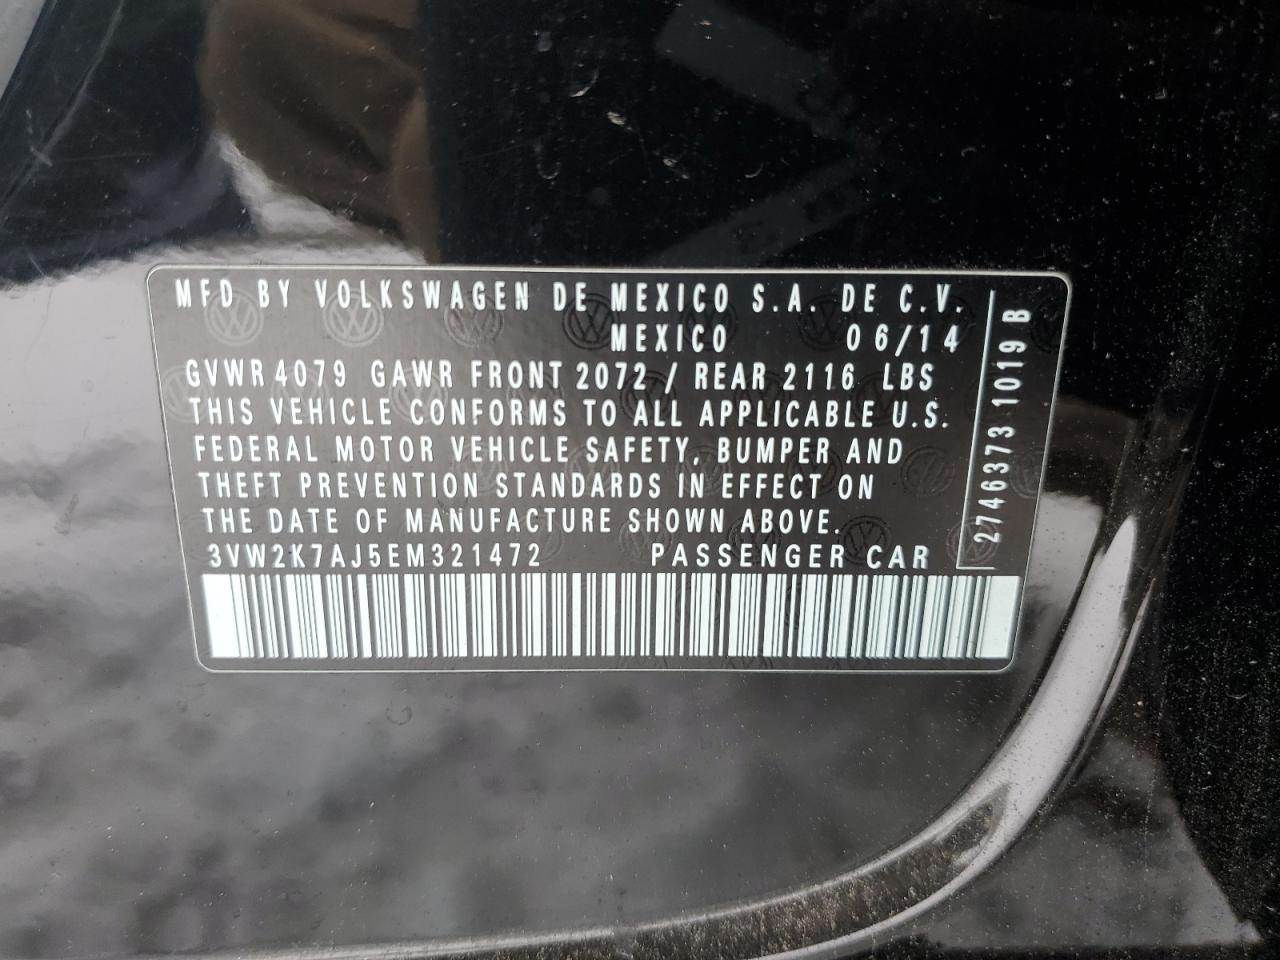 MFD BY VOLKSWAGEN DE MEXICO S.A. DE C.V.
MEXICO 06/14
GVWR 4079 GAWR FRONT 2072 / REAR 2116 LBS
THIS VEHICLE CONFORMS TO ALL APPLICABLE U.S.
FEDERAL MOTOR VEHICLE SAFETY, BUMPER AND
THEFT PREVENTION STANDARDS IN EFFECT ON
THE DATE OF MANUFACTURE SHOWN ABOVE.
3VW2K7AJ5EM321472 PASSENGER CAR
2746373 1019 B